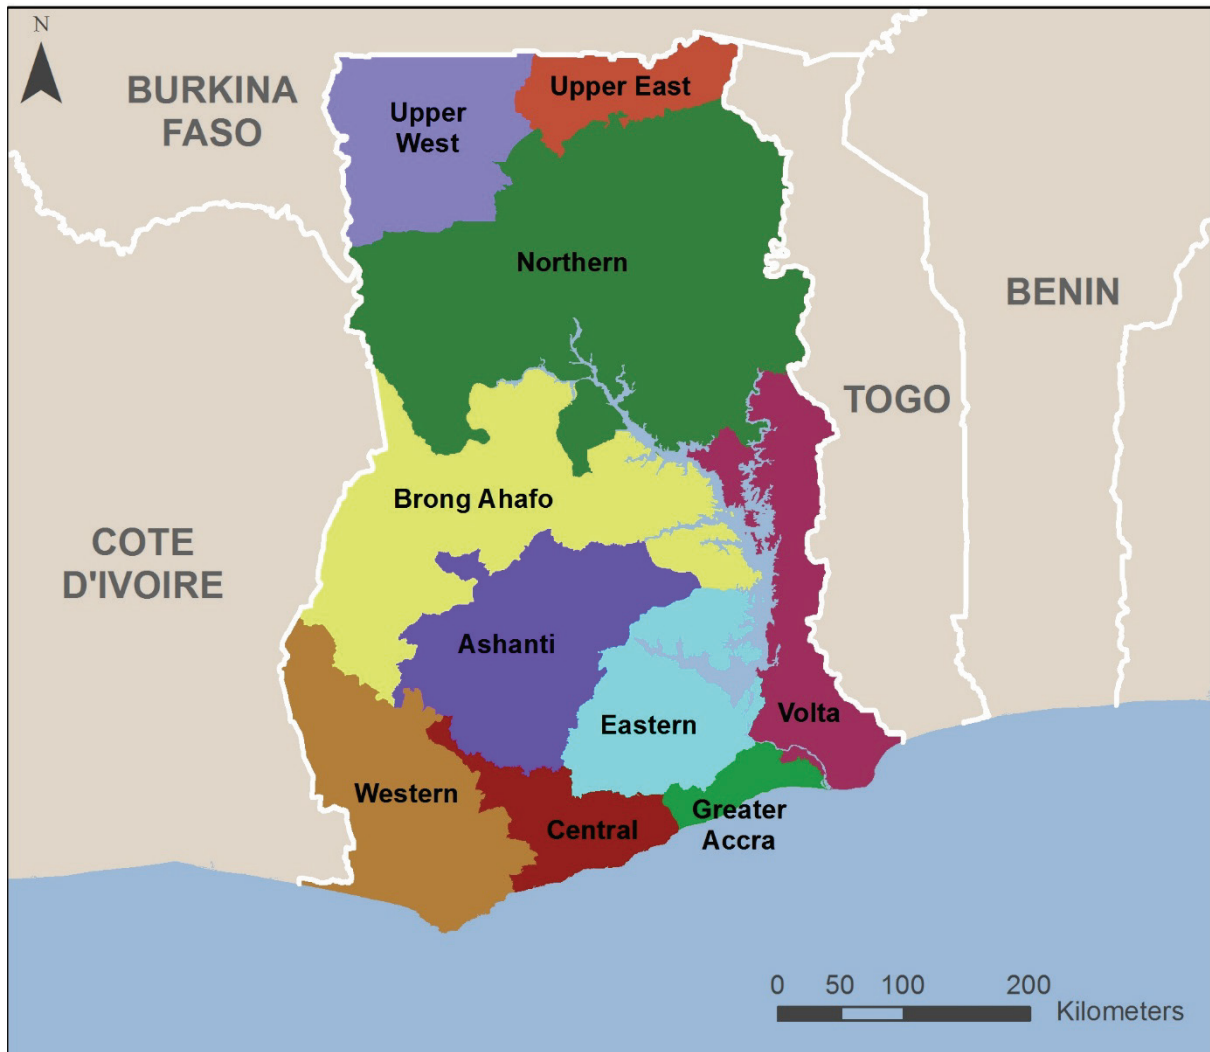 N
BURKINA
FASO
Upper
West
Upper East
Northern
BENIN
TOGO
Brong Ahafo
COTE
D'IVOIRE
Ashanti
Eastern
Volta
Western
Central
Greater
Accra
0 50 100 200
Kilometers